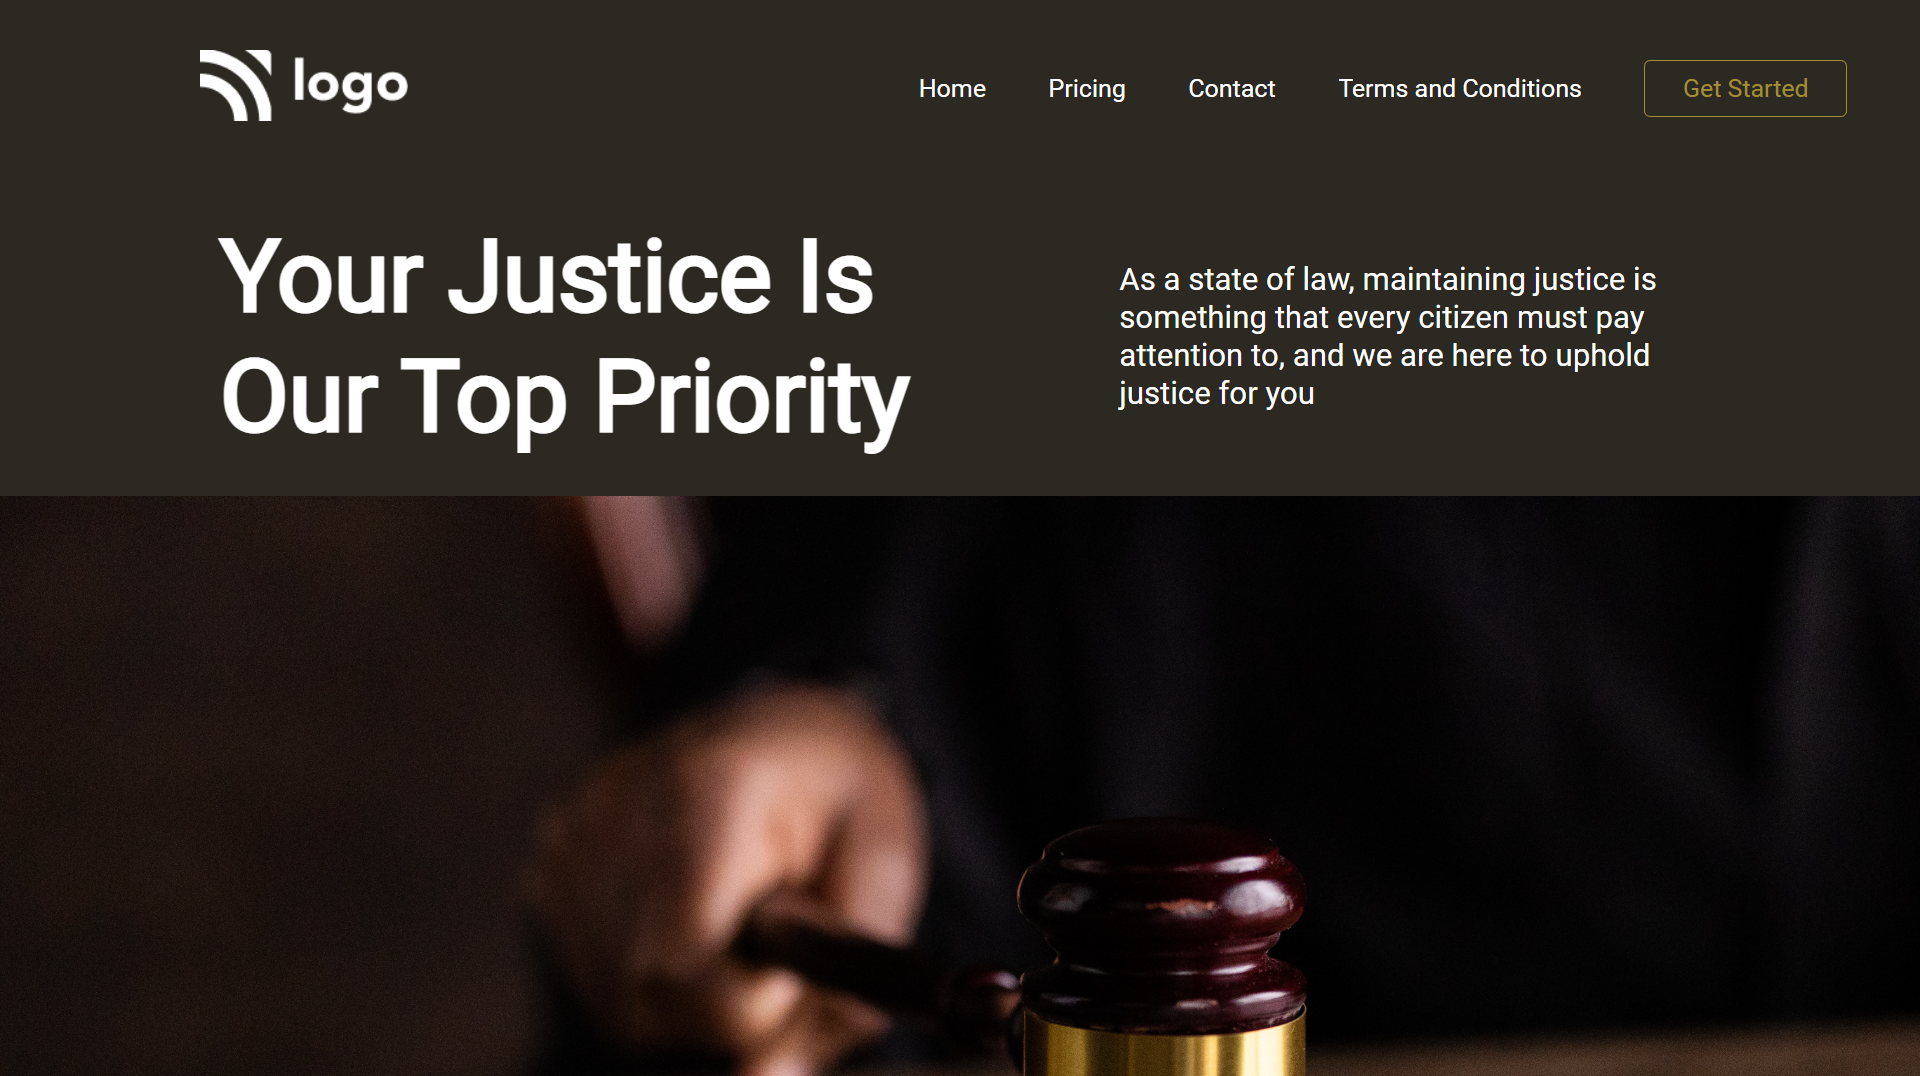 logo
Home Pricing Contact Terms and Conditions Get Started
Your Justice Is
Our Top Priority
As a state of law, maintaining justice is
something that every citizen must pay
attention to, and we are here to uphold
justice for you